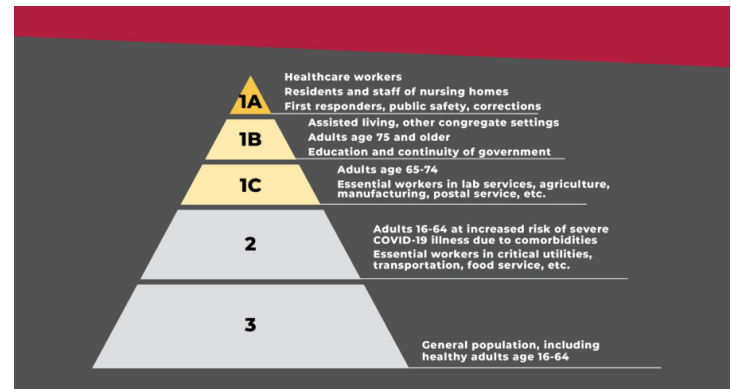 Healthcare workers
Residents and staff of nursing homes
1A
First responders, public safety, corrections
Assisted living, other congregate settings
1B
Adults age 75 and older
Education and continuity of government
Adults age 65-74
1C
Essential workers in lab services, agriculture,
manufacturing, postal service, etc.
Adults 16-64 at increased risk of severe
COVID-19 illness due to comorbidities
2
Essential workers in critical utilities,
transportation, food service, etc.
3
General population, including
healthy adults age 16-64